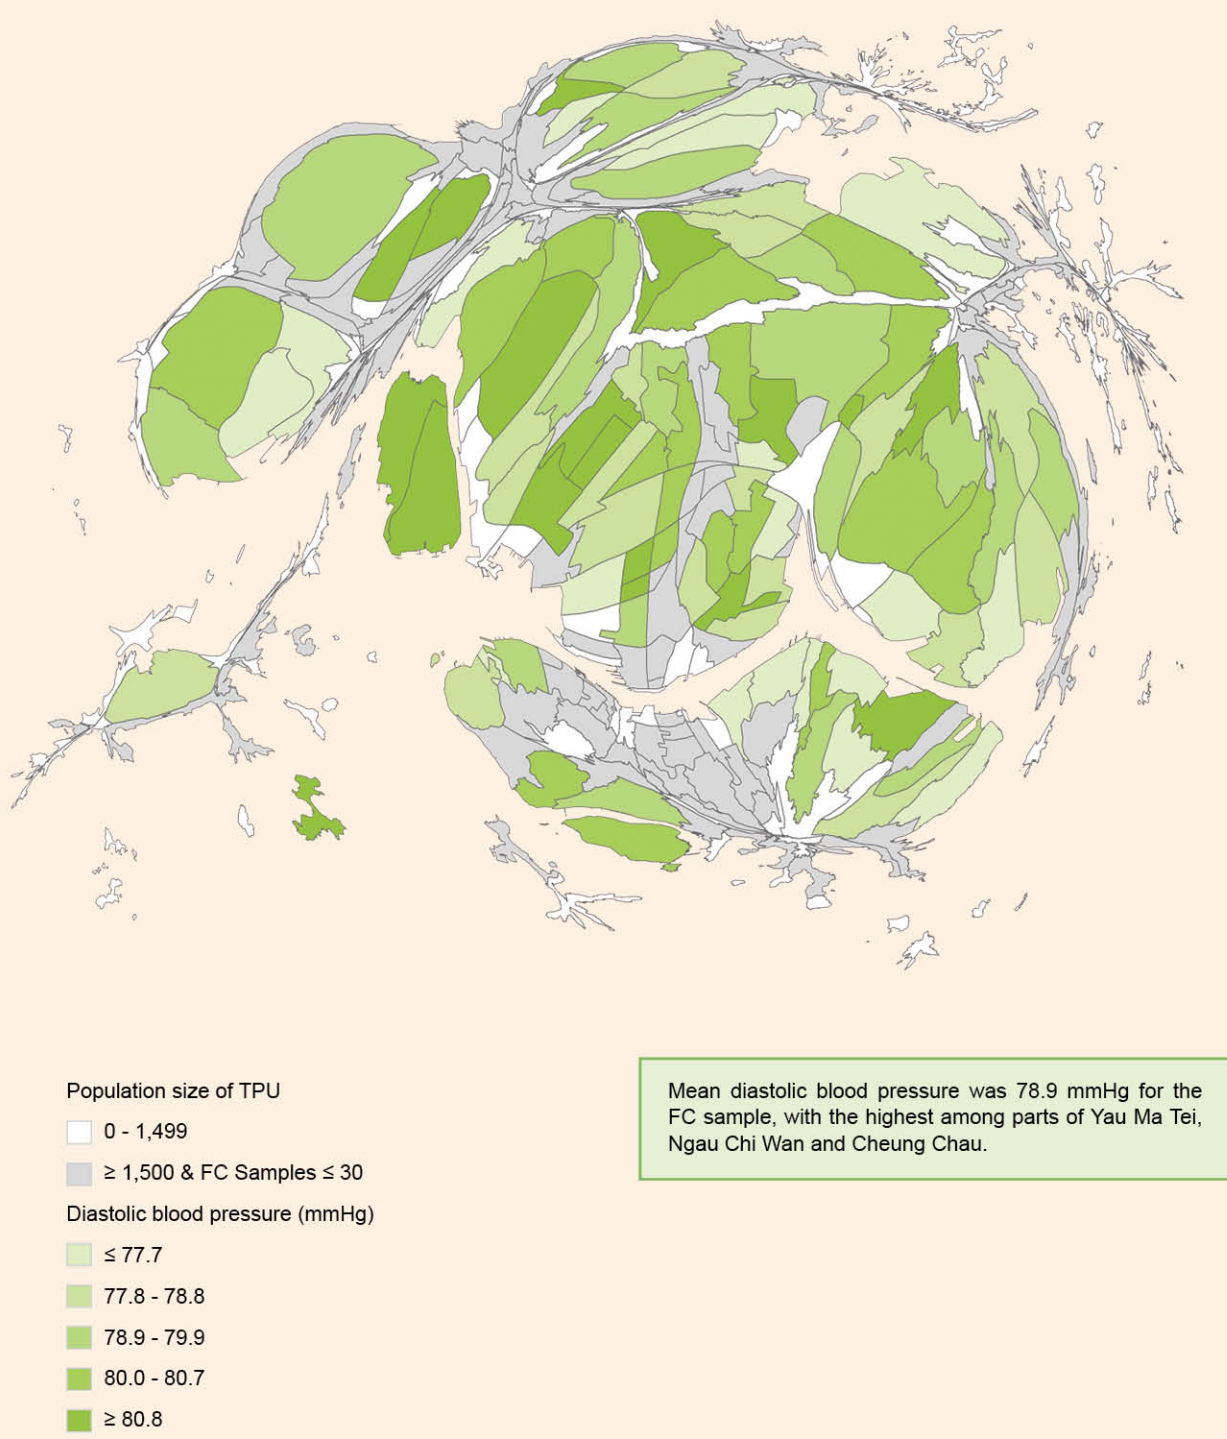 Population size of TPU
0 - 1,499
≥ 1,500 & FC Samples ≤ 30
Diastolic blood pressure (mmHg)
≤ 77.7
77.8 - 78.8
78.9 - 79.9
80.0 - 80.7
≥ 80.8
Mean diastolic blood pressure was 78.9 mmHg for the
FC sample, with the highest among parts of Yau Ma Tei,
Ngau Chi Wan and Cheung Chau.